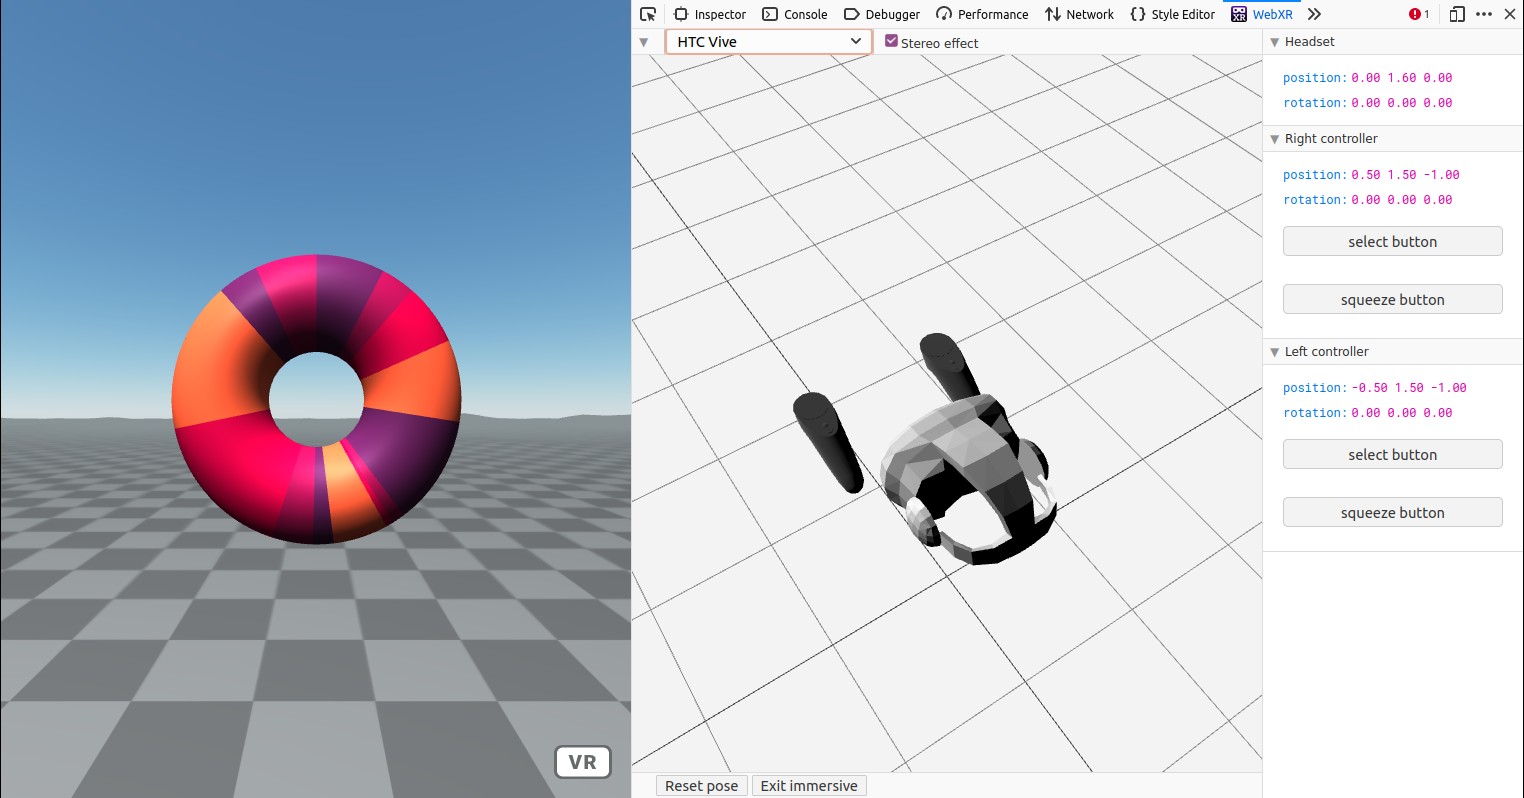 VR
Inspector Console Debugger Performance Network Style Editor XR WebXR 1
HTC Vive Stereo effect
Reset pose Exit immersive
Headset
position: 0.00 1.60 0.00
rotation: 0.00 0.00 0.00
Right controller
position: 0.50 1.50 -1.00
rotation: 0.00 0.00 0.00
select button
squeeze button
Left controller
position: -0.50 1.50 -1.00
rotation: 0.00 0.00 0.00
select button
squeeze button